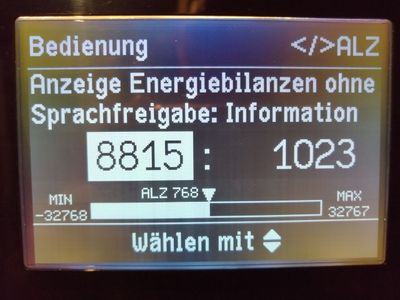 Bedienung </>ALZ
Anzeige Energiebilanzen ohne
Sprachfreigabe: Information
8815 : 1023
MIN ALZ 768 MAX
-32768 32767
Wählen mit